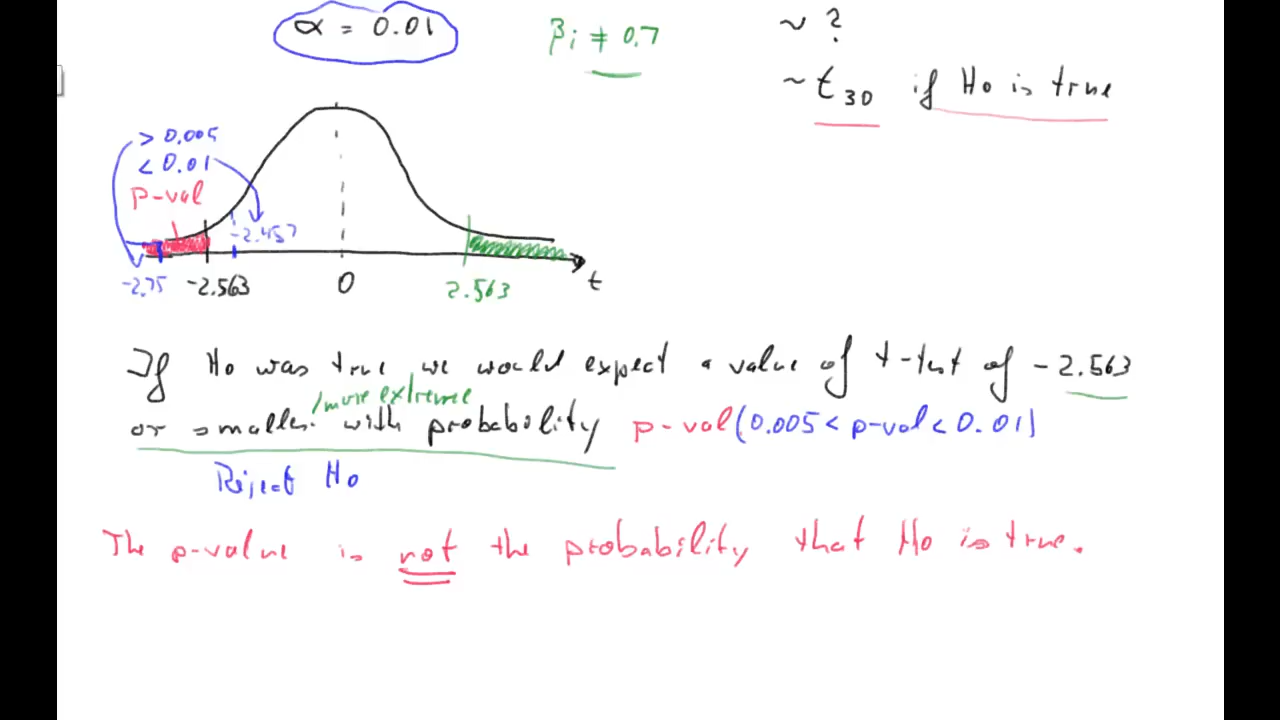 α = 0.01
βi ≠ 0.7
~ ?
~ t30 if Ho is true
> 0.005
< 0.01
p-val
-2.457
-2.75 -2.563 0 2.563 t
If Ho was true we would expect a value of t-test of -2.563
/more extreme
or smaller with probability p-val (0.005 < p-val < 0.01)
Reject Ho
The p-value is not the probability that Ho is true.